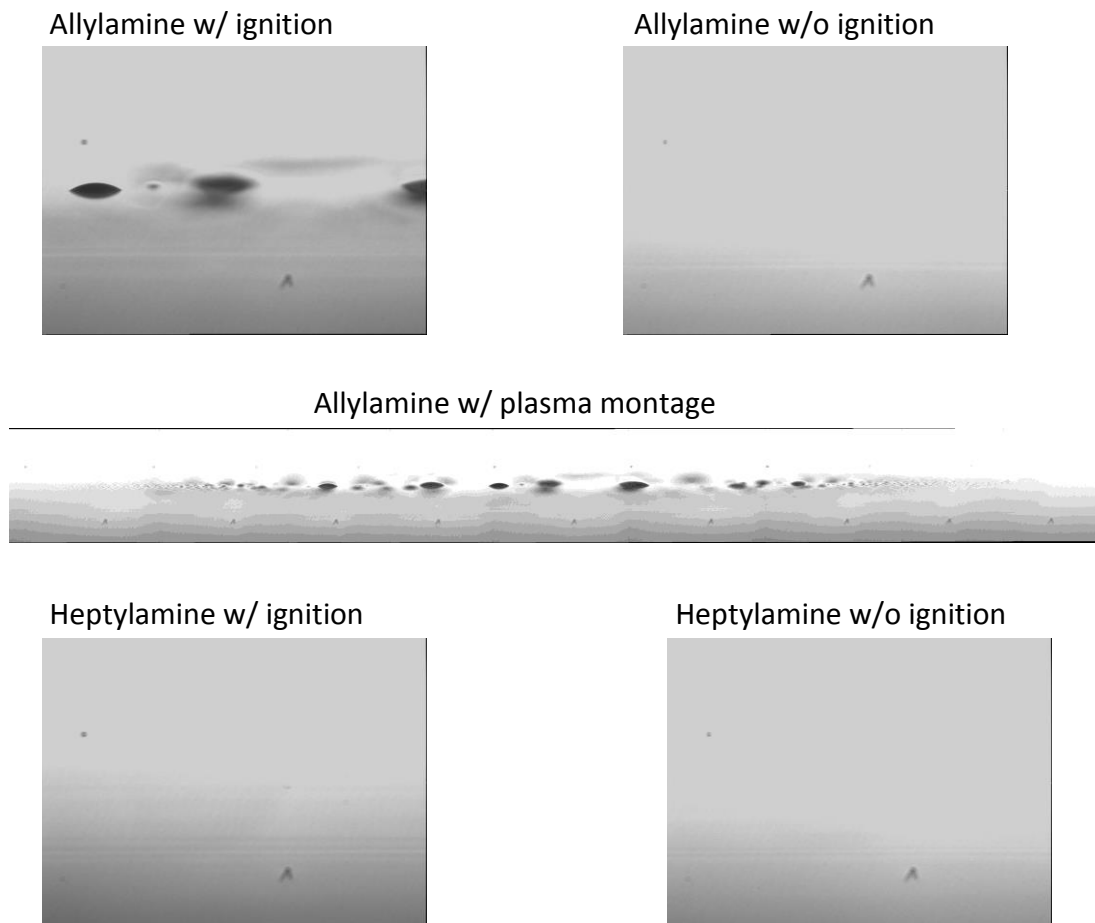 Allylamine w/ ignition
Allylamine w/o ignition
Allylamine w/ plasma montage
Heptylamine w/ ignition
Heptylamine w/o ignition